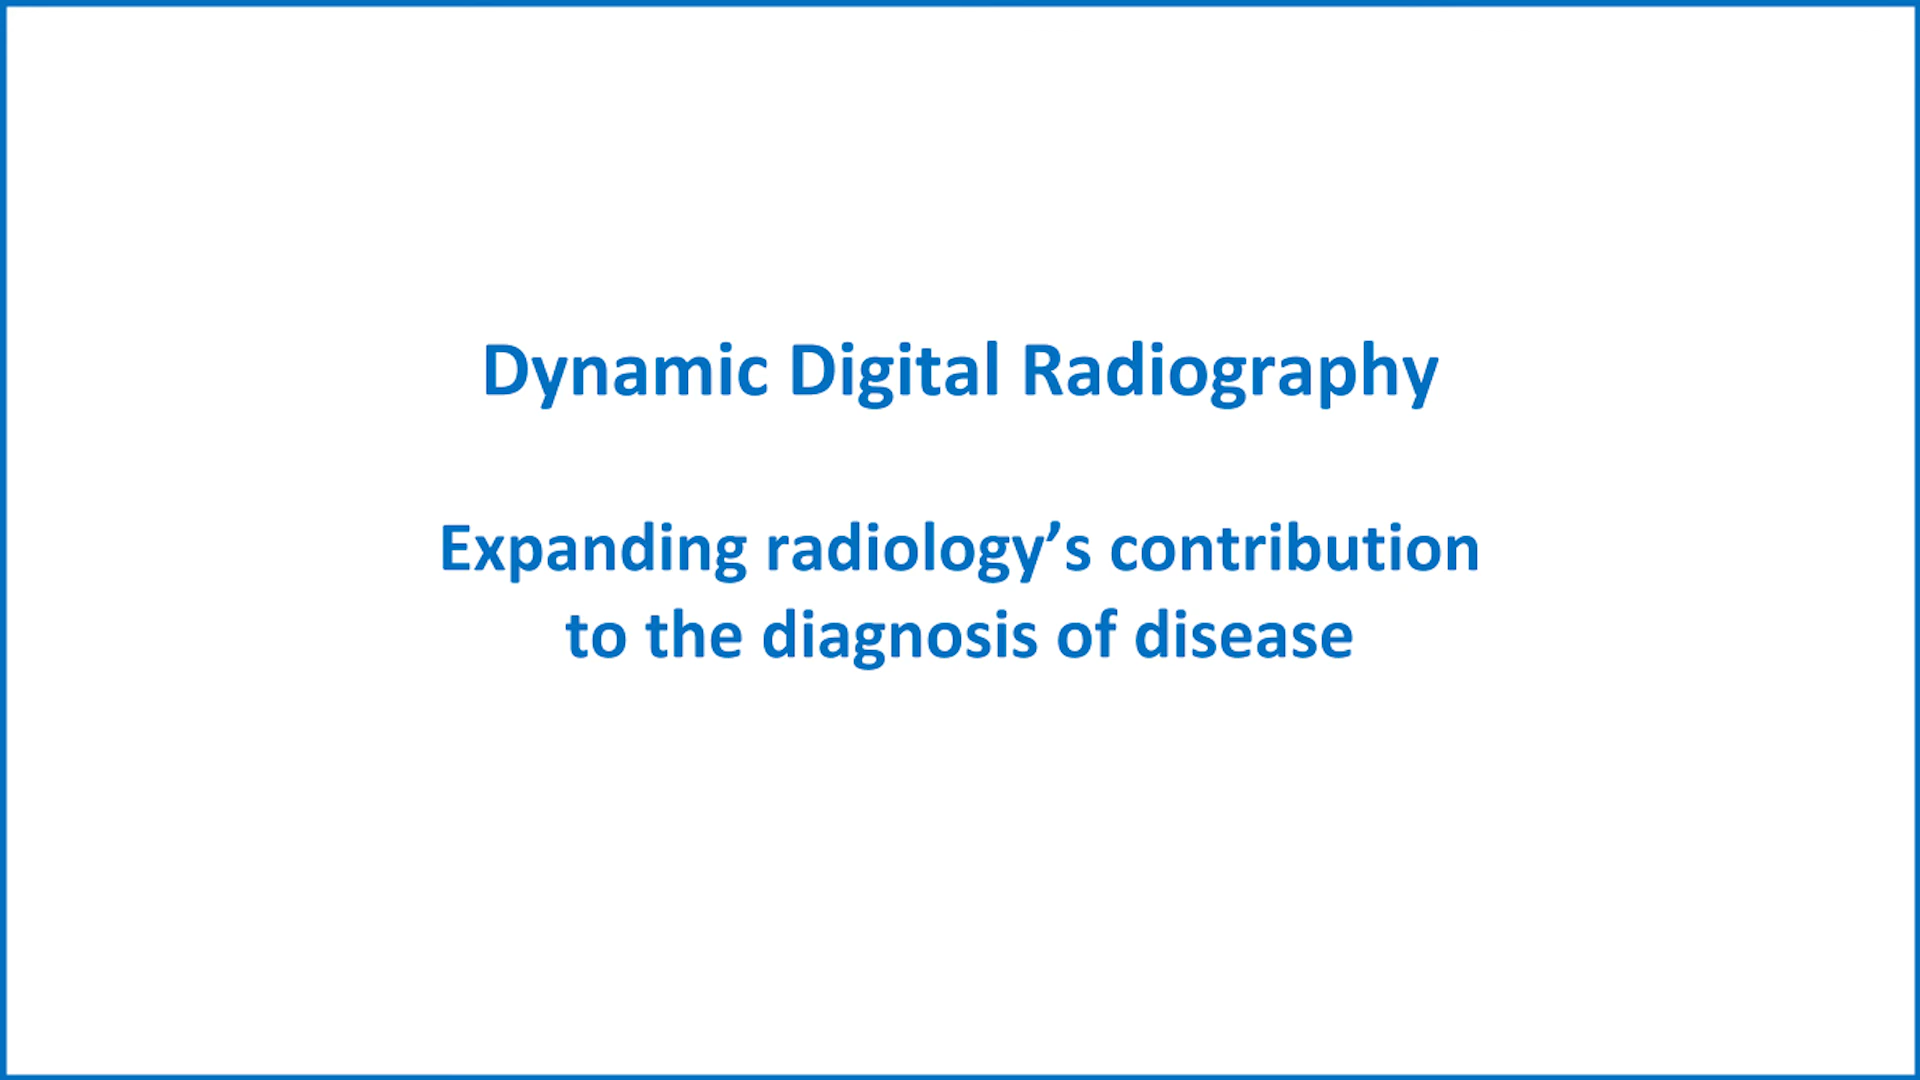 Dynamic Digital Radiography
Expanding radiology’s contribution
to the diagnosis of disease